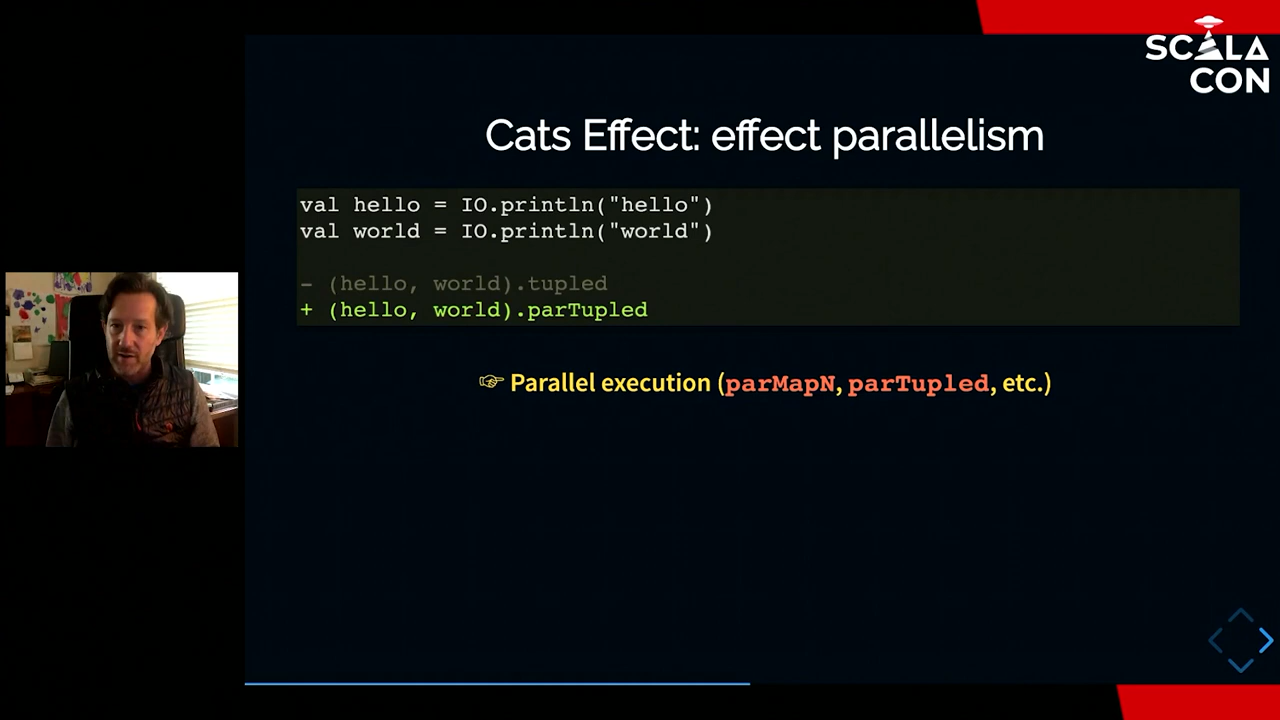 SCALA
CON
Cats Effect: effect parallelism
val hello = IO.println("hello")
val world = IO.println("world")
- (hello, world).tupled
+ (hello, world).parTupled
☞ Parallel execution (parMapN, parTupled, etc.)